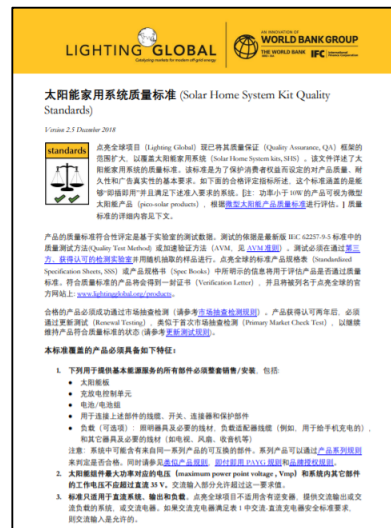 LIGHTING GLOBAL
Catalyzing markets for modern off-grid energy
AN INNOVATION OF
WORLD BANK GROUP
THE WORLD BANK IFC International Finance Corporation
太阳能家用系统质量标准 (Solar Home System Kit Quality
Standards)
Version 2.5 December 2018
standards
点亮全球项目 (Lighting Global) 现已将其质量保证 (Quality Assurance, QA) 框架的
范围扩大，以覆盖太阳能家用系统 (Solar Home System kits, SHS) 。该文件详述了太
阳能家用系统的质量标准。该标准是为了保护消费者权益而设定的对产品质量、耐
久性和广告真实性的基本要求。如下面的合格评定指标所述，这个标准涵盖的是能
够"即插即用"并且满足下述准入要求的系统。[注：功率小于 10W 的产品可视为微型
太阳能产品 (pico-solar products) ，根据微型太阳能产品质量标准进行评估。] 质量
标准的详细内容见下文。
产品的质量标准符合性评定是基于实验室的测试数据。测试的依据是最新版 IEC 62257-9-5 标准中的
质量测试方法(Quality Test Method) 或加速验证方法 (AVM，见 AVM 准则) 。测试必须在通过第三
方、获得认可的检测实验室并用随机抽取的样品进行。点亮全球的标准产品规格表 (Standardized
Specification Sheets, SSS) 或产品规格书 (Spec Books) 中所明示的信息将用于评估产品是否通过质量
标准。符合质量标准的产品将会得到一封证书 (Verification Letter) ，并且将被列名于点亮全球的官
方网站上: www.lightingglobal.org/products。
合格的产品必须成功通过市场抽查检测 (请参考市场抽查检测规则) 。产品获得认可两年后，必须
通过更新测试 (Renewal Testing) ，类似于首次市场抽查检测 (Primary Market Check Test) ，以继续
维持产品符合质量标准的状态 (请参考更新测试规则)。
本标准覆盖的产品必须具备如下特征：
1. 下列用于提供基本能源服务的所有部件必须整套销售/安装，包括:
• 太阳能板
• 充放电控制单元
• 电池/电池组
• 用于连接上述部件的线缆、开关、连接器和保护部件
• 负载（可选项）：照明器具及必要的线材，负载适配器线缆（例如，用于给手机充电的），
和其它器具及必要的线材（如电视、风扇、收音机等）
注意：系统中可能含有来自同一系列产品的可互换的部件。系列产品可以通过产品系列规则
来判定是否合格。同时请参见类似产品规则，即付即用 PAYG 规则和品牌授权规则。
2. 太阳能组件最大功率对应的电压（maximum power point voltage，Vmp）和系统内其它部件
的工作电压不应超过直流 35 V。交流输入部分允许超过这一要求值。
3. 标准只适用于直流系统、输出和负载。点亮全球项目不适用含有逆变器，提供交流输出或交
流负载的系统，或交流电器。如果交流充电器满足表 1 中交流-直流充电器安全标准要求，
则交流输入是允许的。